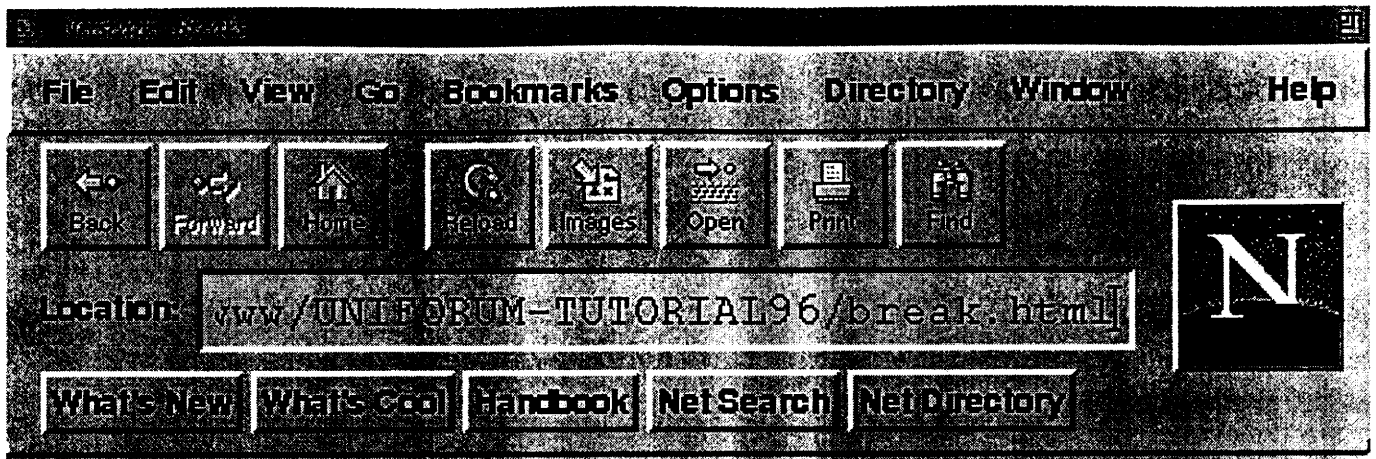 File Edit View Go Bookmarks Options Directory Window Help
Back Forward Home Reload Images Open Print Find
N
Location: www/UNIFORUM-TUTORIAL96/break.html
What's New What's Cool Handbook Net Search Net Directory